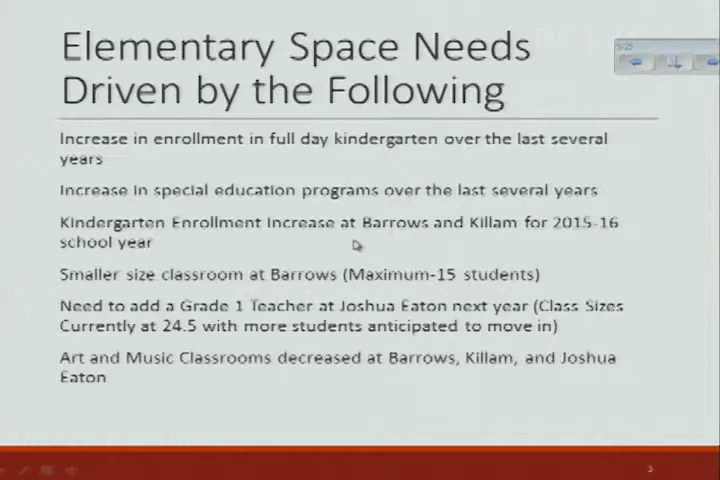 Elementary Space Needs
Driven by the Following
Increase in enrollment in full day kindergarten over the last several
years
Increase in special education programs over the last several years
Kindergarten Enrollment Increase at Barrows and Killam for 2015-16
school year
Smaller size classroom at Barrows (Maximum-15 students)
Need to add a Grade 1 Teacher at Joshua Eaton next year (Class Sizes
Currently at 24.5 with more students anticipated to move in)
Art and Music Classrooms decreased at Barrows, Killam, and Joshua
Eaton